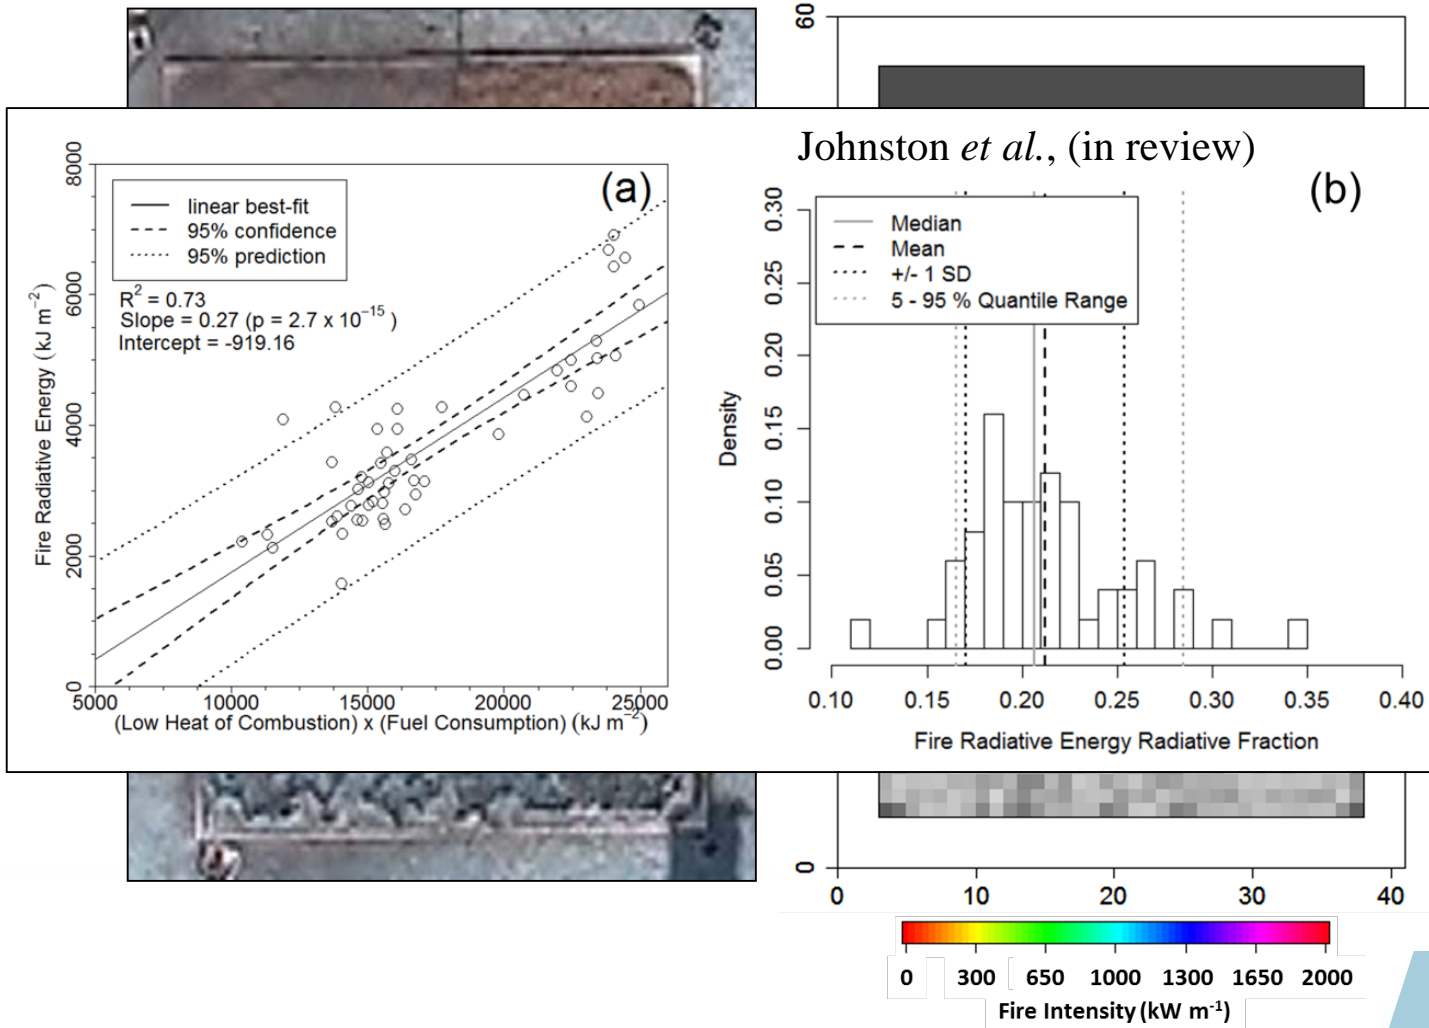 60
Johnston et al., (in review)
(a)
linear best-fit
95% confidence
95% prediction
R² = 0.73
Slope = 0.27 (p = 2.7 x 10⁻¹⁵ )
Intercept = -919.16
Fire Radiative Energy (kJ m⁻²)
8000
6000
4000
2000
0
5000 10000 15000 20000 25000
(Low Heat of Combustion) x (Fuel Consumption) (kJ m⁻²)
(b)
Median
Mean
+/- 1 SD
5 - 95 % Quantile Range
Density
0.30
0.25
0.20
0.15
0.10
0.05
0.00
0.10 0.15 0.20 0.25 0.30 0.35 0.40
Fire Radiative Energy Radiative Fraction
0
0 10 20 30 40
0 300 650 1000 1300 1650 2000
Fire Intensity (kW m⁻¹)